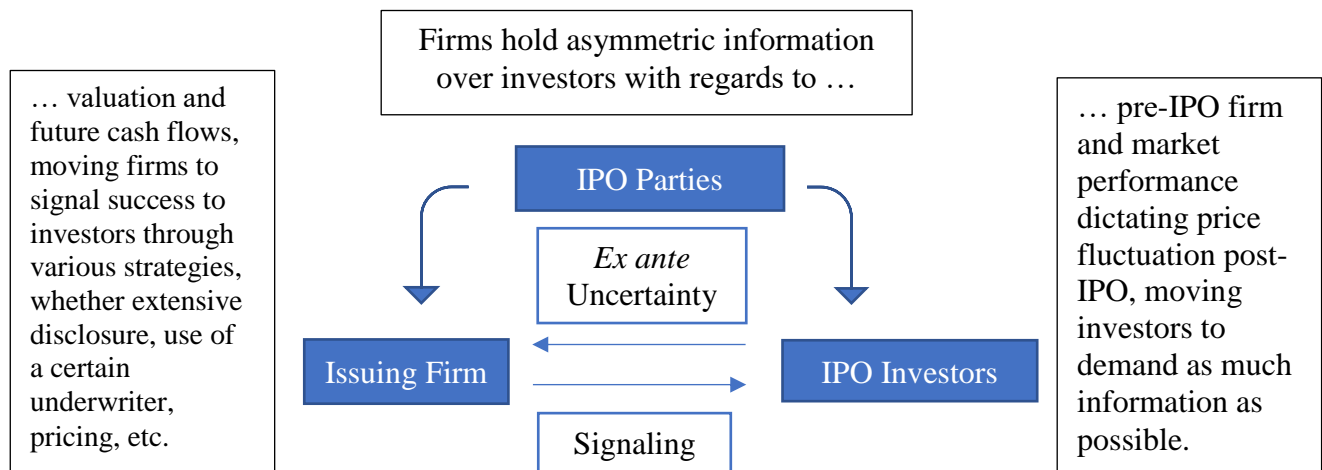 Firms hold asymmetric information
over investors with regards to …
… valuation and
future cash flows,
moving firms to
signal success to
investors through
various strategies,
whether extensive
disclosure, use of
a certain
underwriter,
pricing, etc.
IPO Parties
Ex ante
Uncertainty
Issuing Firm
IPO Investors
Signaling
… pre-IPO firm
and market
performance
dictating price
fluctuation post-
IPO, moving
investors to
demand as much
information as
possible.